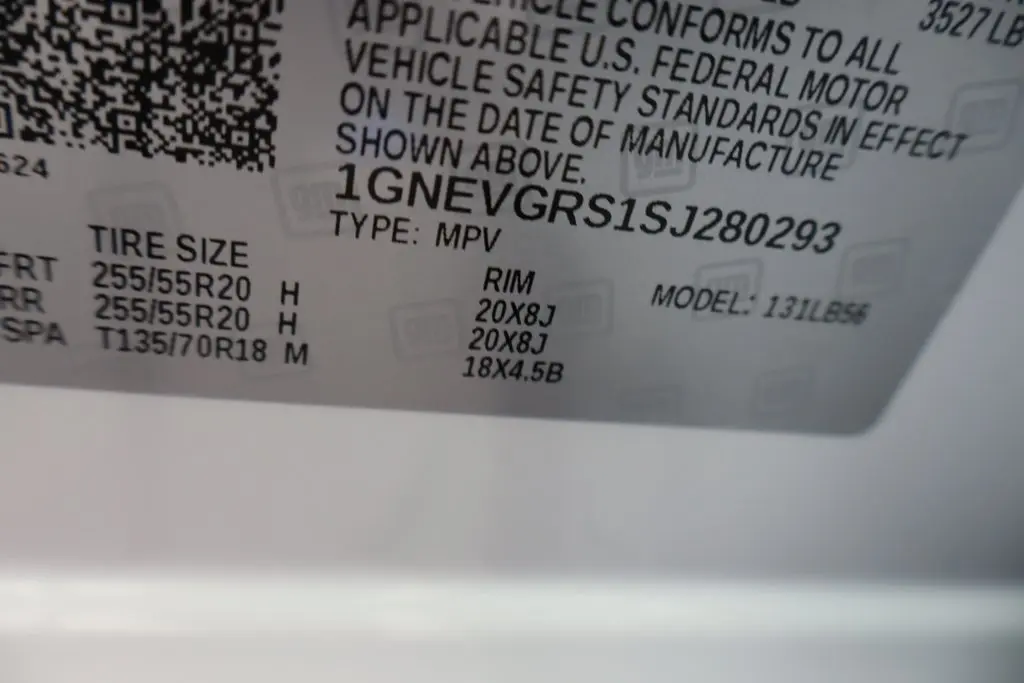 VEHICLE CONFORMS TO ALL
APPLICABLE U.S. FEDERAL MOTOR
VEHICLE SAFETY STANDARDS IN EFFECT
ON THE DATE OF MANUFACTURE
SHOWN ABOVE.
3527 LB
624
1GNEVGRS1SJ280293
TYPE: MPV
TIRE SIZE RIM MODEL: 131LB56
FRT 255/55R20 H 20X8J
RR 255/55R20 H 20X8J
SPA T135/70R18 M 18X4.5B